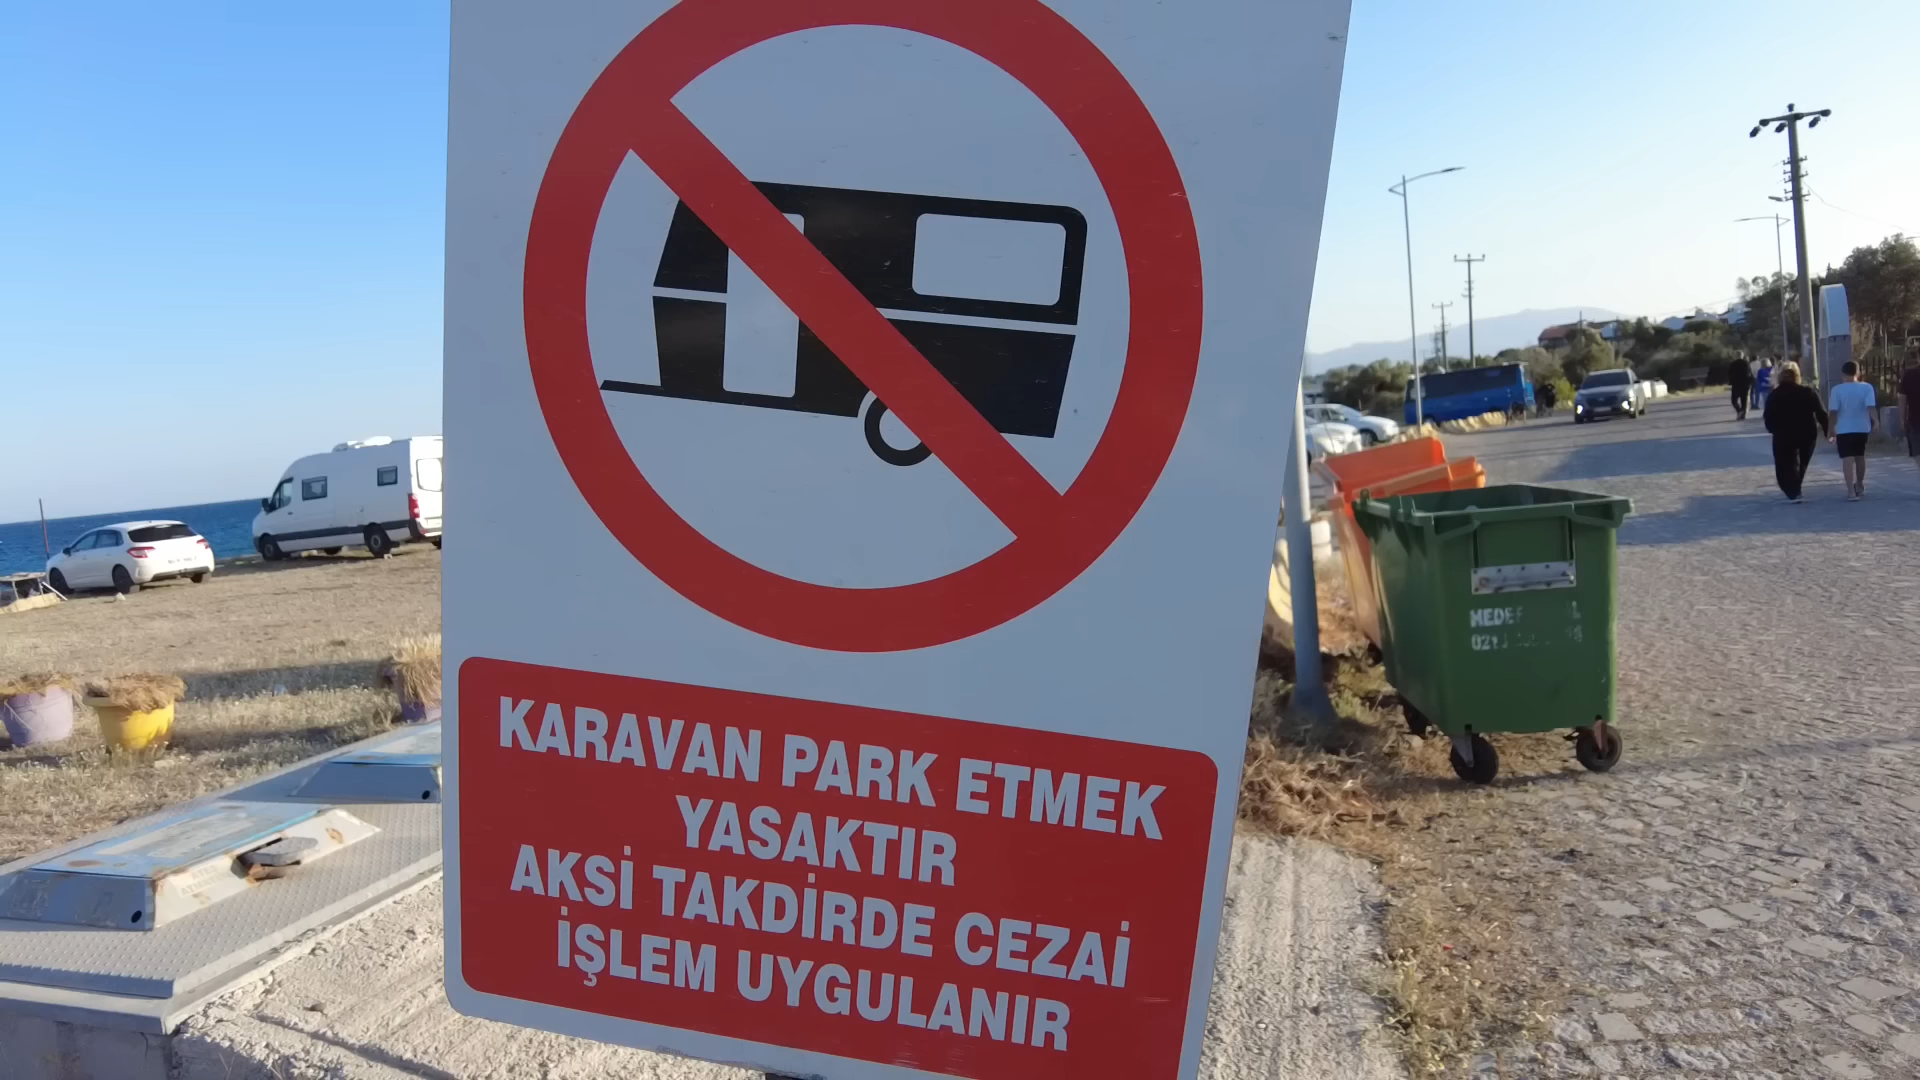 KARAVAN PARK ETMEK
YASAKTIR
AKSİ TAKDİRDE CEZAİ
İŞLEM UYGULANIR